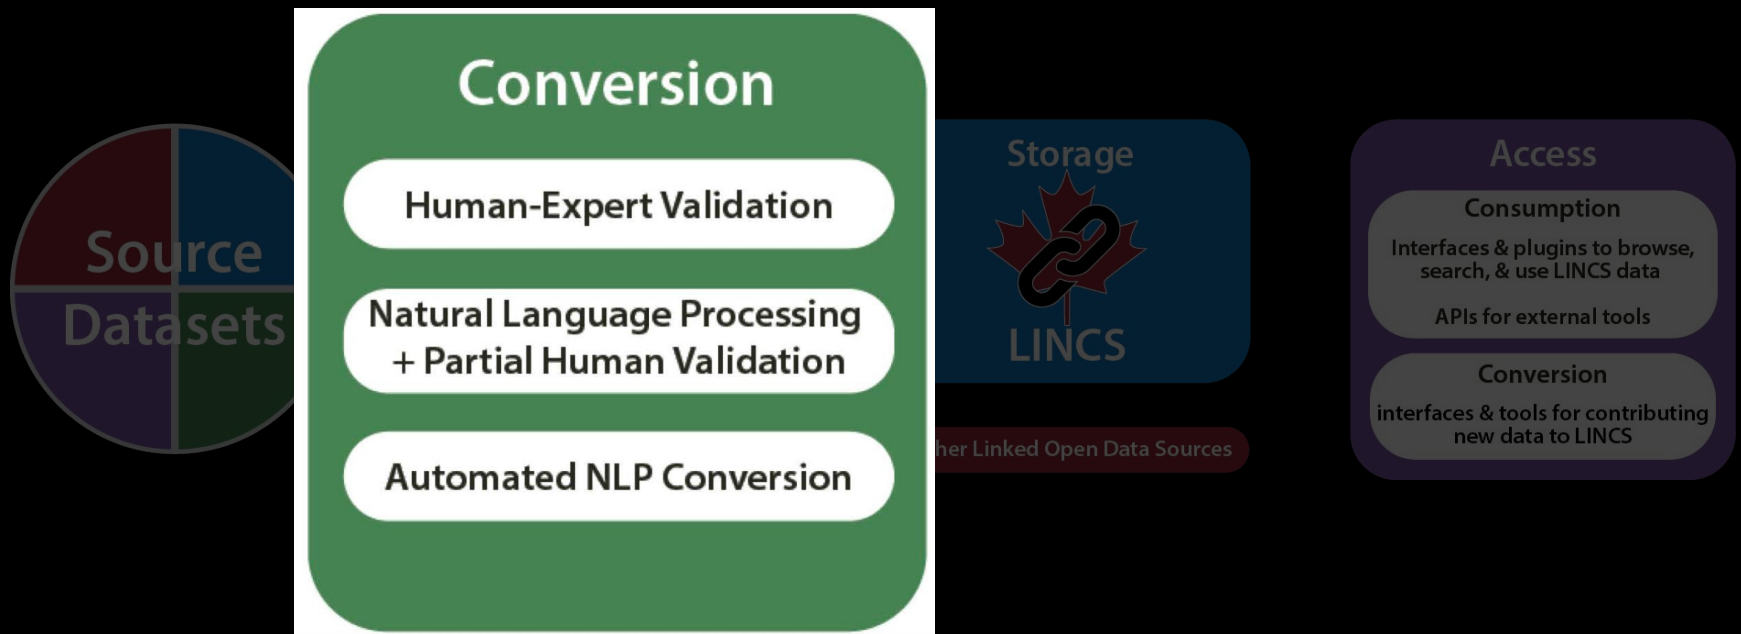 Source
Datasets
Conversion
Human-Expert Validation
Natural Language Processing
+ Partial Human Validation
Automated NLP Conversion
Storage
LINCS
her Linked Open Data Sources
Access
Consumption
Interfaces & plugins to browse,
search, & use LINCS data
APIs for external tools
Conversion
interfaces & tools for contributing
new data to LINCS